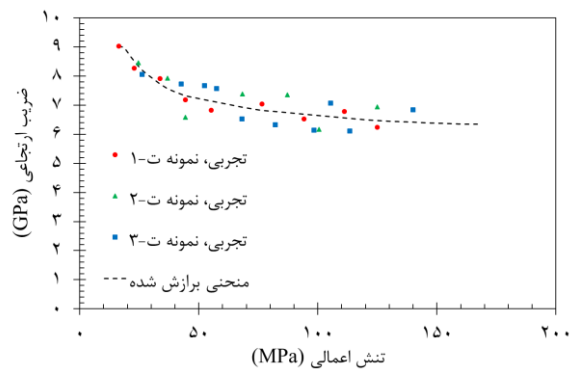 ۱۰
۹
۸
۷
۶
۵
۴
۳
۲
۱
۰
ضریب ارتجاعی (GPa)
تجربی، نمونه ت-۱
تجربی، نمونه ت-۲
تجربی، نمونه ت-۳
منحنی برازش شده
۰ ۵۰ ۱۰۰ ۱۵۰ ۲۰۰
تنش اعمالی (MPa)